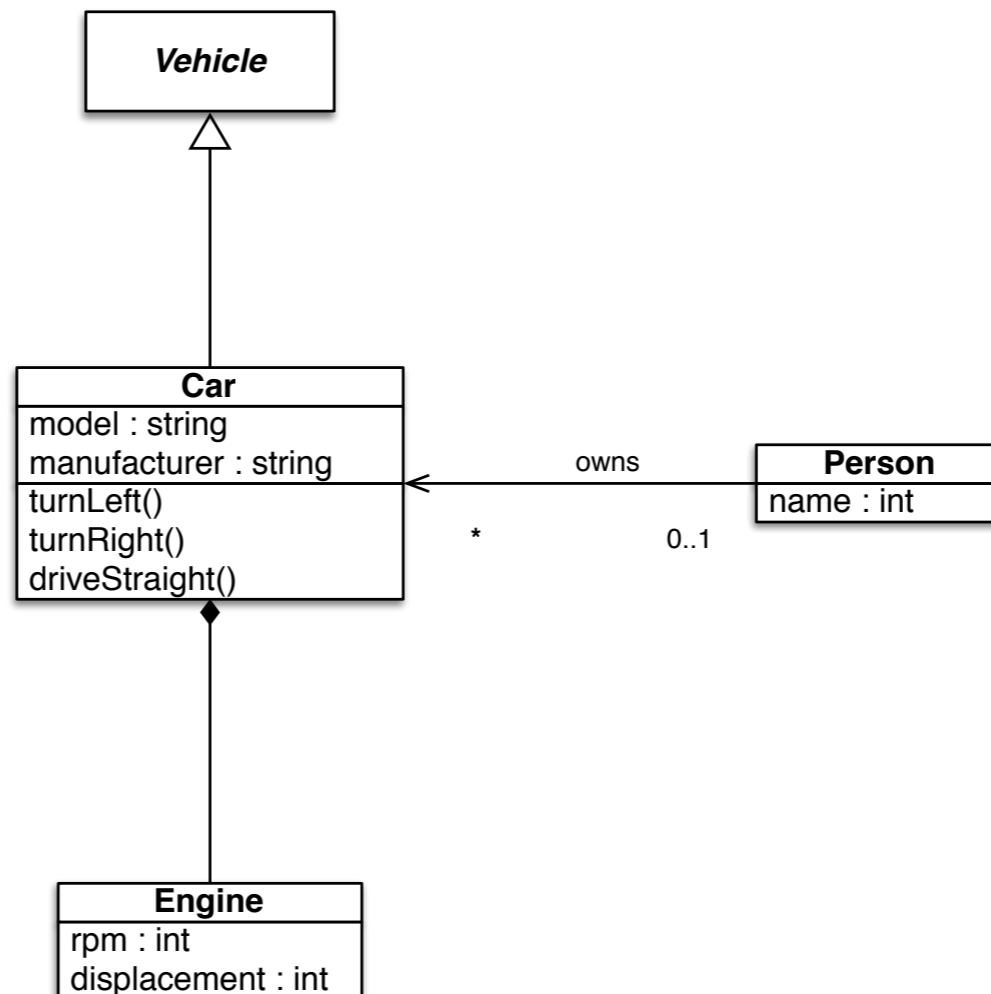 Vehicle
Car
model : string
manufacturer : string
turnLeft()
turnRight()
driveStraight()
owns
*
0..1
Person
name : int
Engine
rpm : int
displacement : int